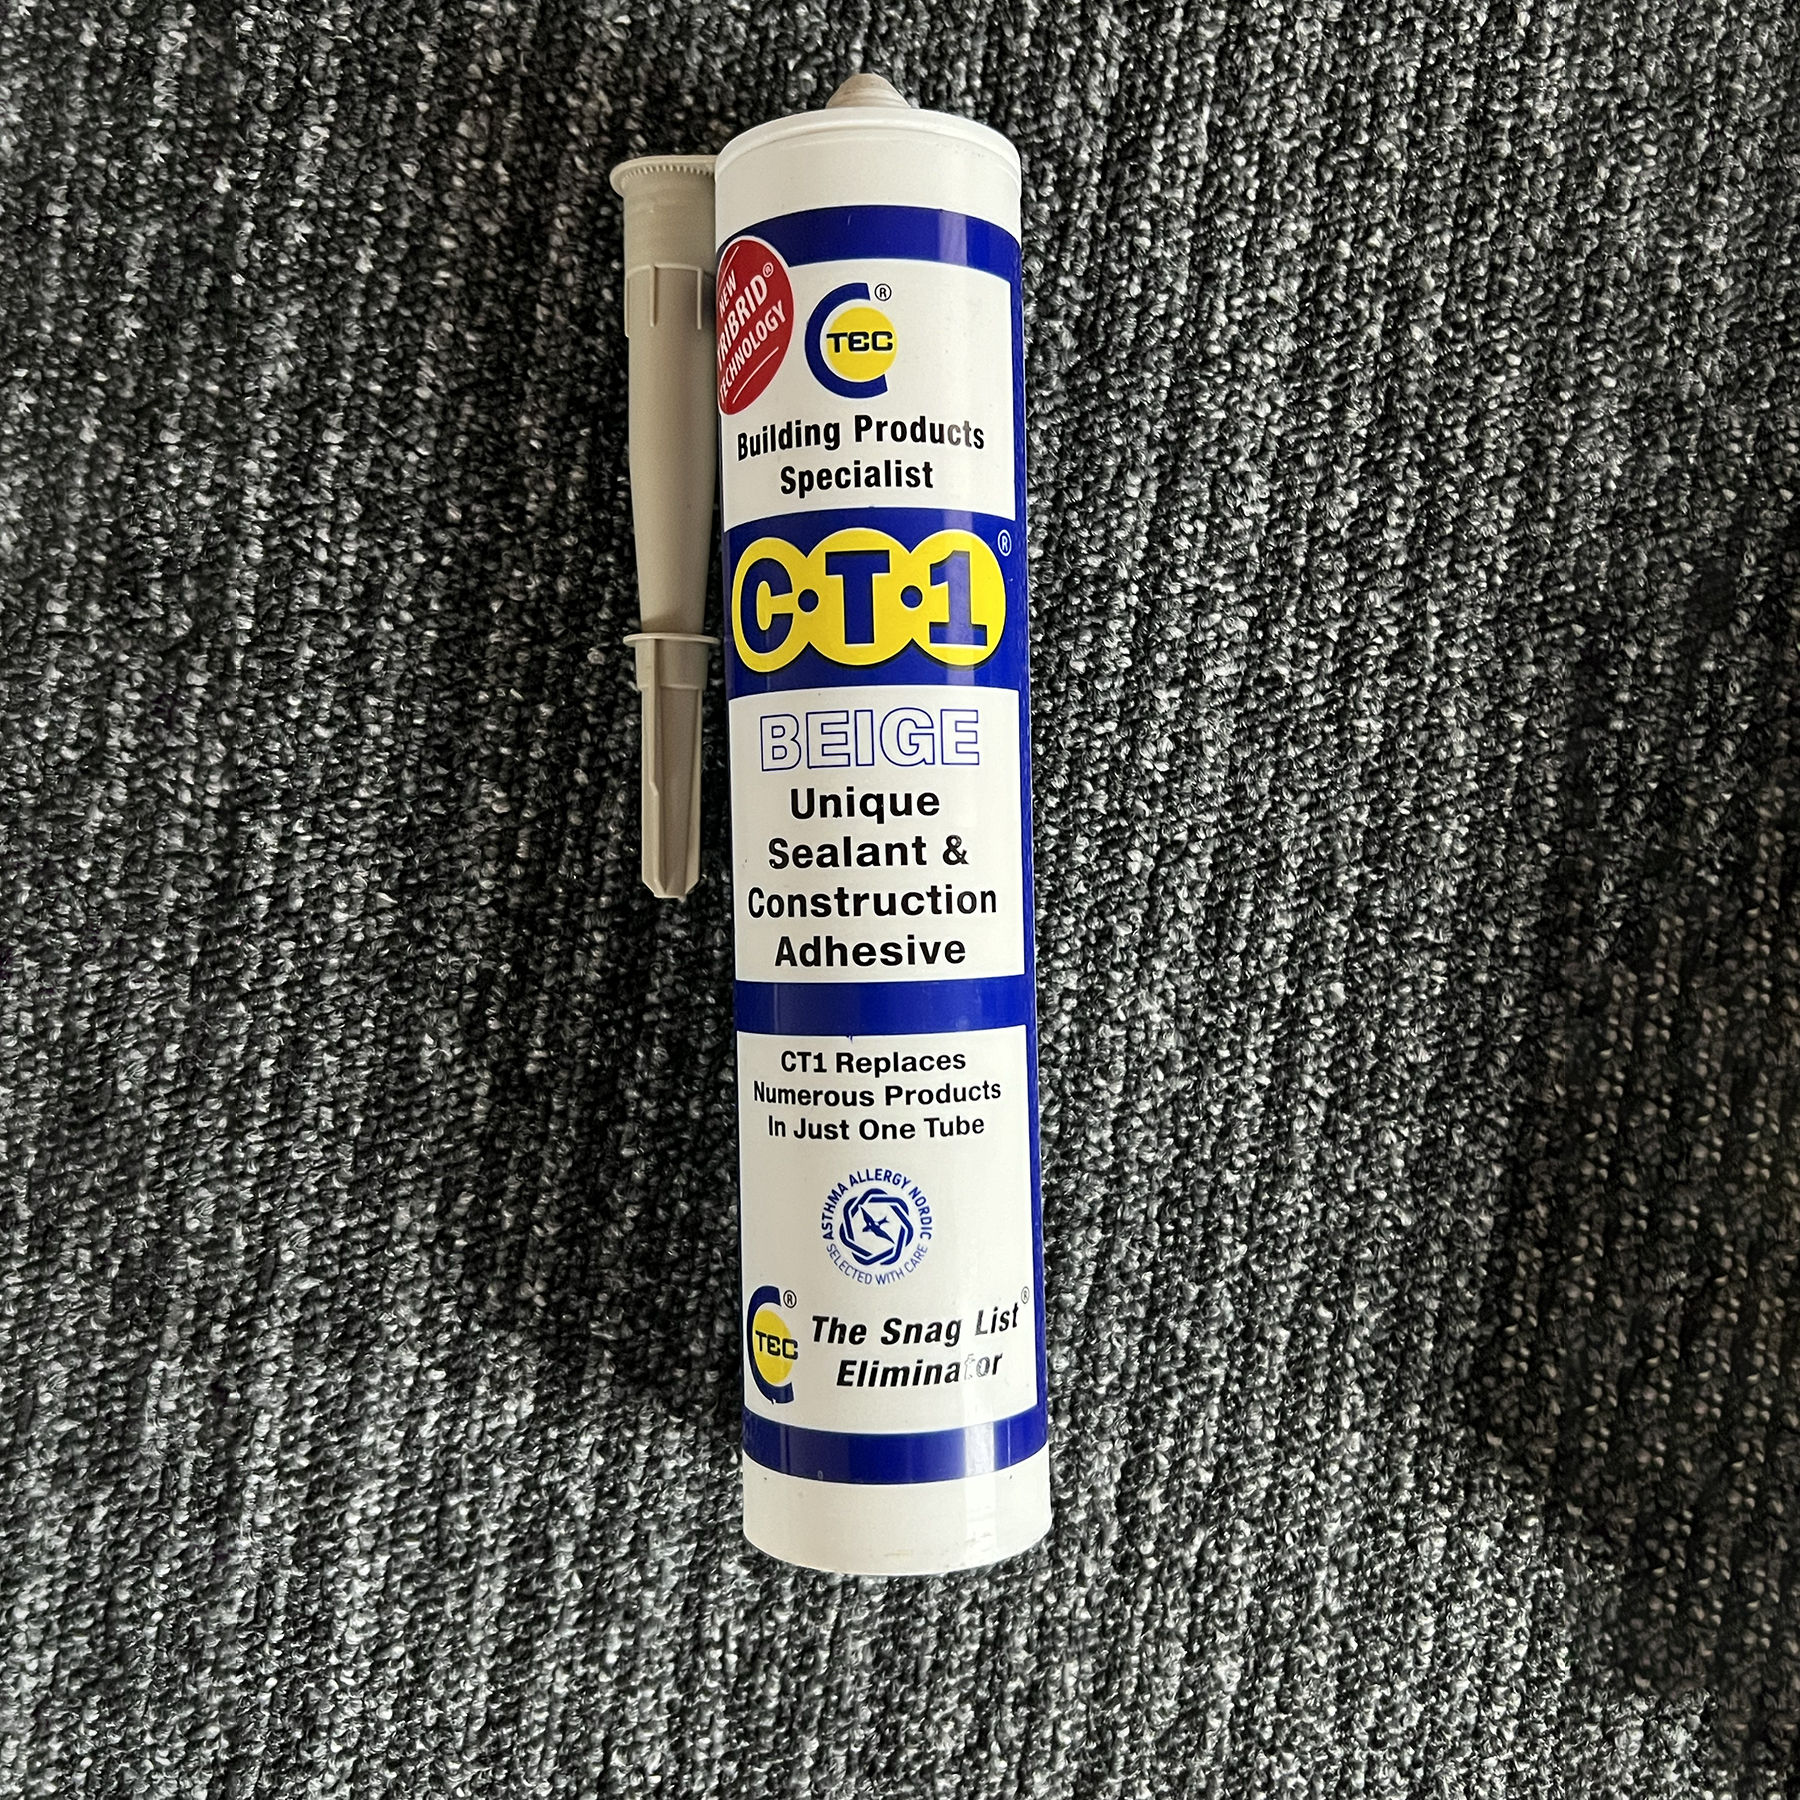 NEW
TRIBRID®
TECHNOLOGY
C TEC ®
Building Products
Specialist
C·T·1 ®
BEIGE
Unique
Sealant &
Construction
Adhesive
CT1 Replaces
Numerous Products
In Just One Tube
ASTHMA ALLERGY NORDIC
SELECTED WITH CARE
C TEC ®
The Snag List ®
Eliminator